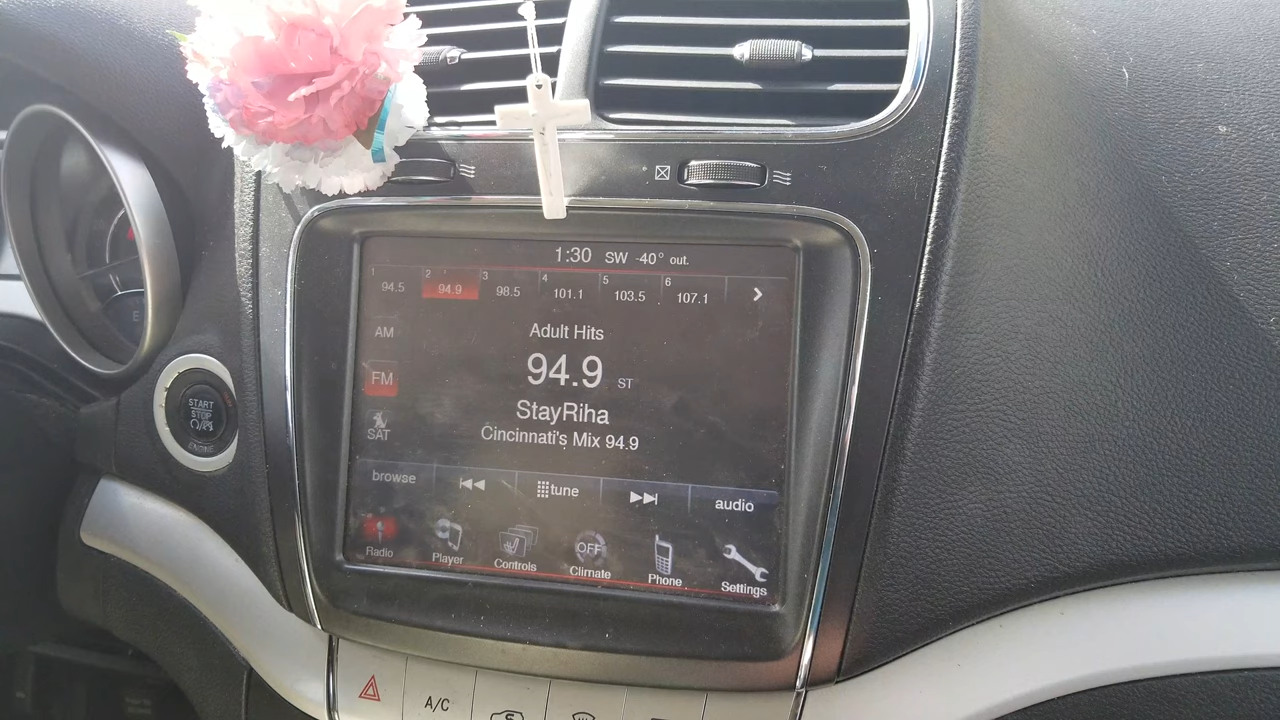 1:30 SW -40° out.
1 2 3 4 5 6
94.5 94.9 98.5 101.1 103.5 107.1
AM
Adult Hits
FM
94.9 ST
StayRiha
SAT
Cincinnati's Mix 94.9
browse tune audio
Radio Player Controls OFF Climate Phone Settings
START
STOP
ENGINE
E
A/C